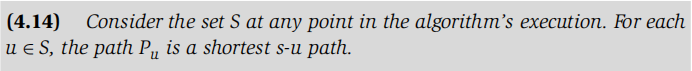 (4.14) Consider the set S at any point in the algorithm's execution. For each
u ∈ S, the path Pu is a shortest s-u path.